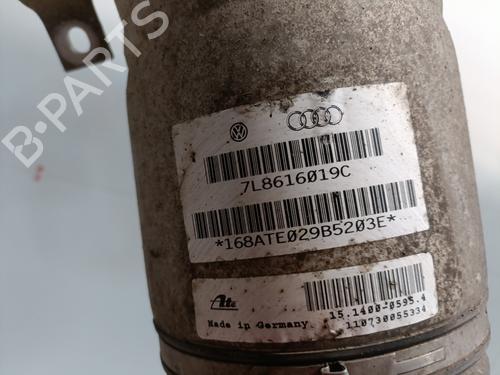 B-PARTS
7L8616019C
*168ATE029B5203E*
Ate
Made in Germany
15.1400-0595.4
110730055334